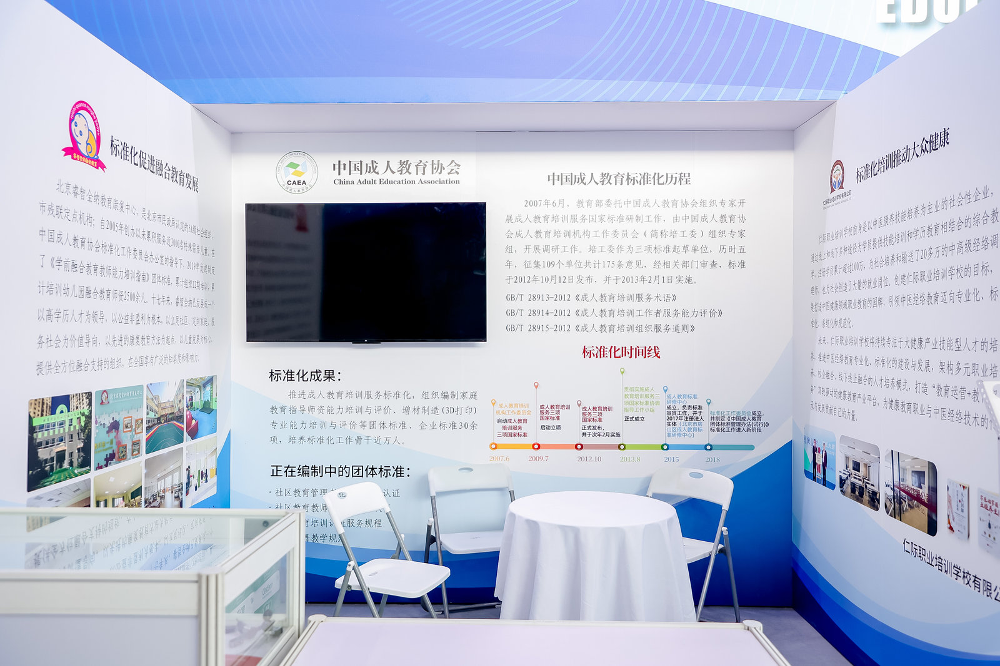 EDU
标准化促进融合教育发展
北京睿智全纳教育康复中心，是北京市民政局认定的5A级社会组织、
市残联定点机构；自2005年创办以来累积服务近3000名特殊需要儿童，在
中国成人教育协会标准化工作委员会办公室的指导下，2019年发起制定
了《学前融合教育教师能力培训指南》团体标准，累计组织12期培训，累
计培训幼儿园融合教育师资2500余人。十七年来，睿智全纳已发展成一个
以高学历人才为领导，以公益非盈利为根本，以立足社区、定向家庭，服
务社会为价值导向，以先进的康复教育方法为起点，以儿童发展为核心，
提供全方位融合支持的组织，在全国享有广泛的知名度和影响力。
CAEA
中国成人教育协会
China Adult Education Association
标准化成果：
推进成人教育培训服务标准化，组织编制家庭
教育指导师资能力培训与评价、增材制造(3D打印)
专业能力培训与评价等团体标准、企业标准30余
项，培养标准化工作骨干近万人。
正在编制中的团体标准：
· 社区教育管理 认证
· 社区教育教师
育培训认证服务规程
教学规
中国成人教育标准化历程
2007年6月，教育部委托中国成人教育协会组织专家开
展成人教育培训服务国家标准研制工作，由中国成人教育协
会成人教育培训机构工作委员会（简称培工委）组织专家
组，开展调研工作。培工委作为三项标准起草单位，历时五
年，征集109个单位共计175条意见，经相关部门审查，标准
于2012年10月12日发布，并于2013年2月1日实施。
GB/T 28913-2012《成人教育培训服务术语》
GB/T 28914-2012《成人教育培训工作者服务能力评价》
GB/T 28915-2012《成人教育培训组织服务通则》
标准化时间线
成人教育培训
机构工作委员会
启动成人教育
培训服务
三项国家标准
2007.6
成人教育培训
服务三项
国家标准
启动立项
2009.7
成人教育培训
服务三项
国家标准
正式发布，
并于次年2月实施
2012.10
贯彻实施成人
教育培训服务三
项国家标准协调
指导工作小组
正式成立
2013.8
成人教育标准
研修中心
成立，负责标准
宣贯工作，并于
2017年注册法人
实体（北京市房
山区成人教育标
准研修中心）
2015
标准化工作委员会成立，
并制定《中国成人教育
团体标准管理办法(试行)》
标准化工作进入新阶段
2018
仁际职业培训学校有限公司
标准化培训推动大众健康
仁际职业培训学校前身是以中医康养技能培养为主业的社会性企业，
通过线上和线下多种途径为学员提供技能培训和学历教育相结合的综合教
学，注册学员累计超过100万，为社会培养和输送了20多万的中高级经络调
理师，也为社会创造了大量的就业岗位。创建仁际职业培训学校的目标，
是打造中国健康领域职业教育的国牌，引领中医经络教育迈向专业化、标
准化、系统化和规范化。
未来，仁际职业培训学校将持续专注于大健康产业技能型人才的培
养，推进中医经络教育专业化、标准化的建设与发展，架构多元职业培
养、校企融合、线下线上融合的人才培养模式，打造“教育运营+教
务”双轮驱动的健康教育产业平台，为健康教育职业与中医经络技术的
承与发展贡献自己的力量。
仁际职业培训学校有限公